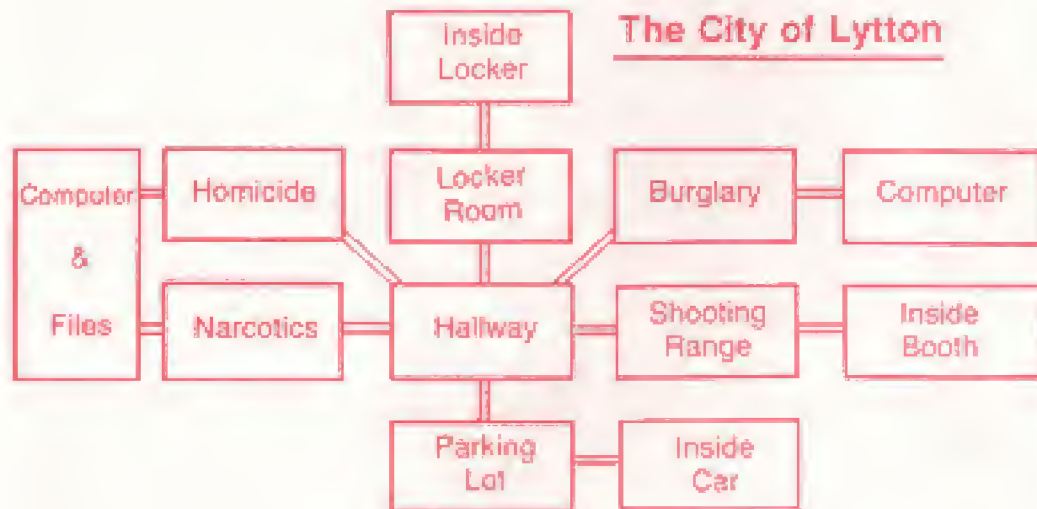 The City of Lytton
Inside
Locker
Computer
&
Files
Homicide
Locker
Room
Burglary
Computer
Narcotics
Hallway
Shooting
Range
Inside
Booth
Parking
Lot
Inside
Car